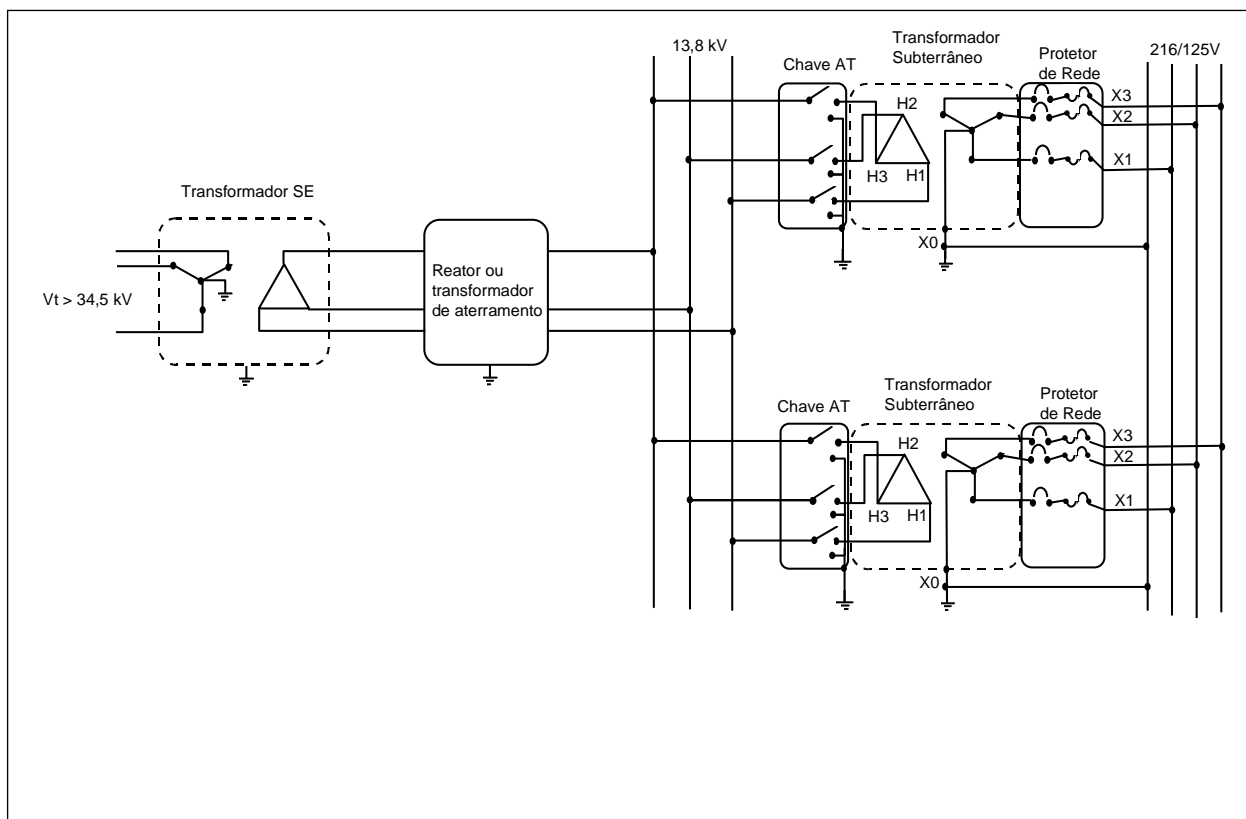 13,8 kV
Chave AT
Transformador
Subterrâneo
Protetor
de Rede
216/125V
H2
H3
H1
X3
X2
X1
X0
Transformador SE
Vt > 34,5 kV
Reator ou
transformador
de aterramento
Chave AT
Transformador
Subterrâneo
Protetor
de Rede
H2
H3
H1
X3
X2
X1
X0